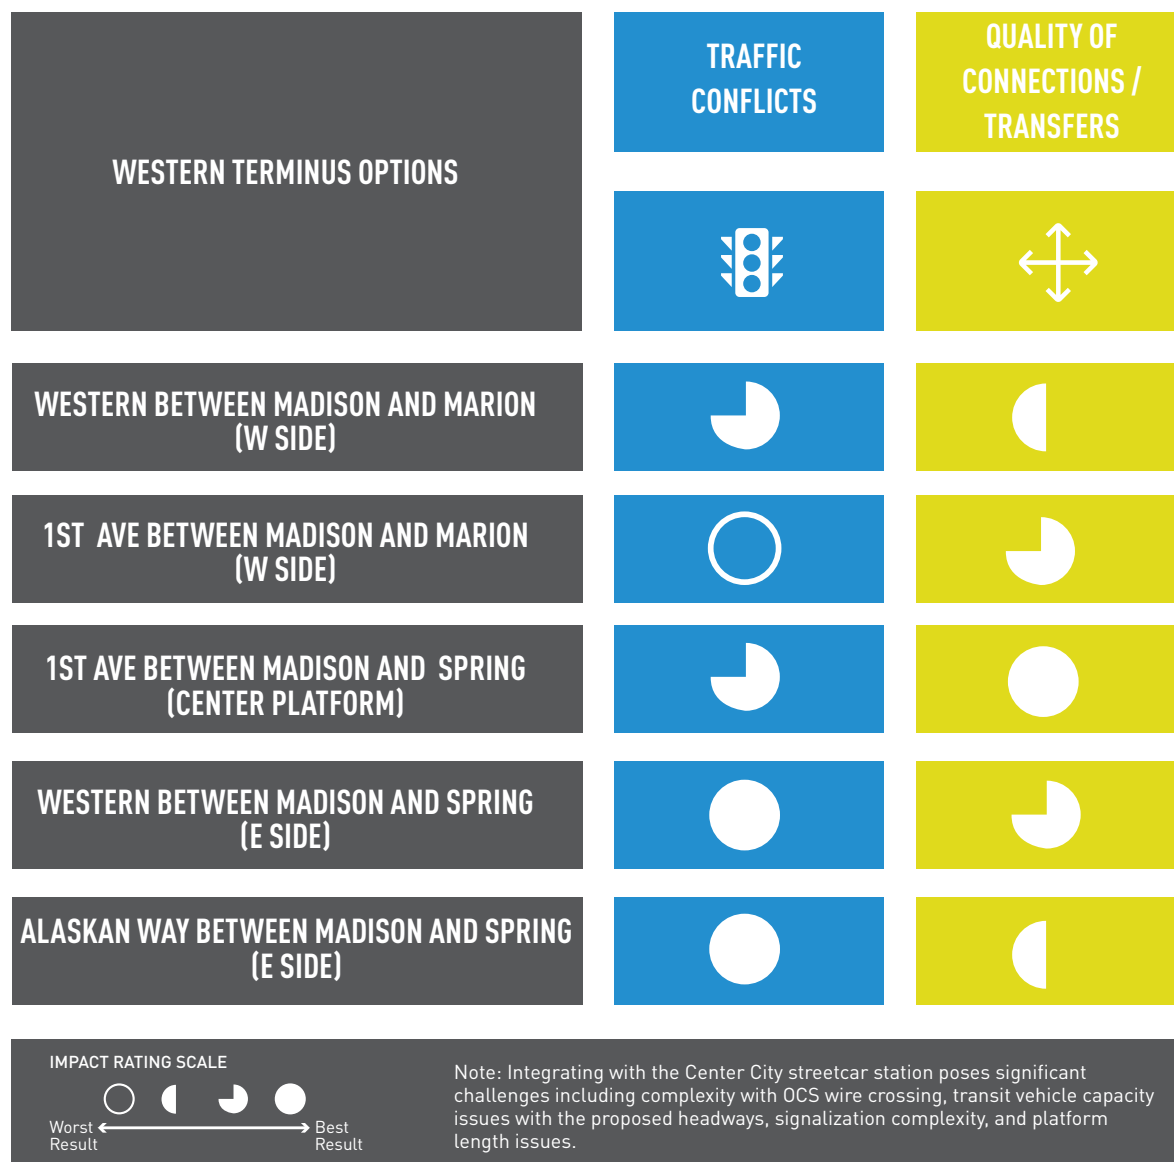 WESTERN TERMINUS OPTIONS
TRAFFIC
CONFLICTS
QUALITY OF
CONNECTIONS /
TRANSFERS
WESTERN BETWEEN MADISON AND MARION
(W SIDE)
1ST AVE BETWEEN MADISON AND MARION
(W SIDE)
1ST AVE BETWEEN MADISON AND SPRING
(CENTER PLATFORM)
WESTERN BETWEEN MADISON AND SPRING
(E SIDE)
ALASKAN WAY BETWEEN MADISON AND SPRING
(E SIDE)
IMPACT RATING SCALE
Worst
Result
Best
Result
Note: Integrating with the Center City streetcar station poses significant
challenges including complexity with OCS wire crossing, transit vehicle capacity
issues with the proposed headways, signalization complexity, and platform
length issues.